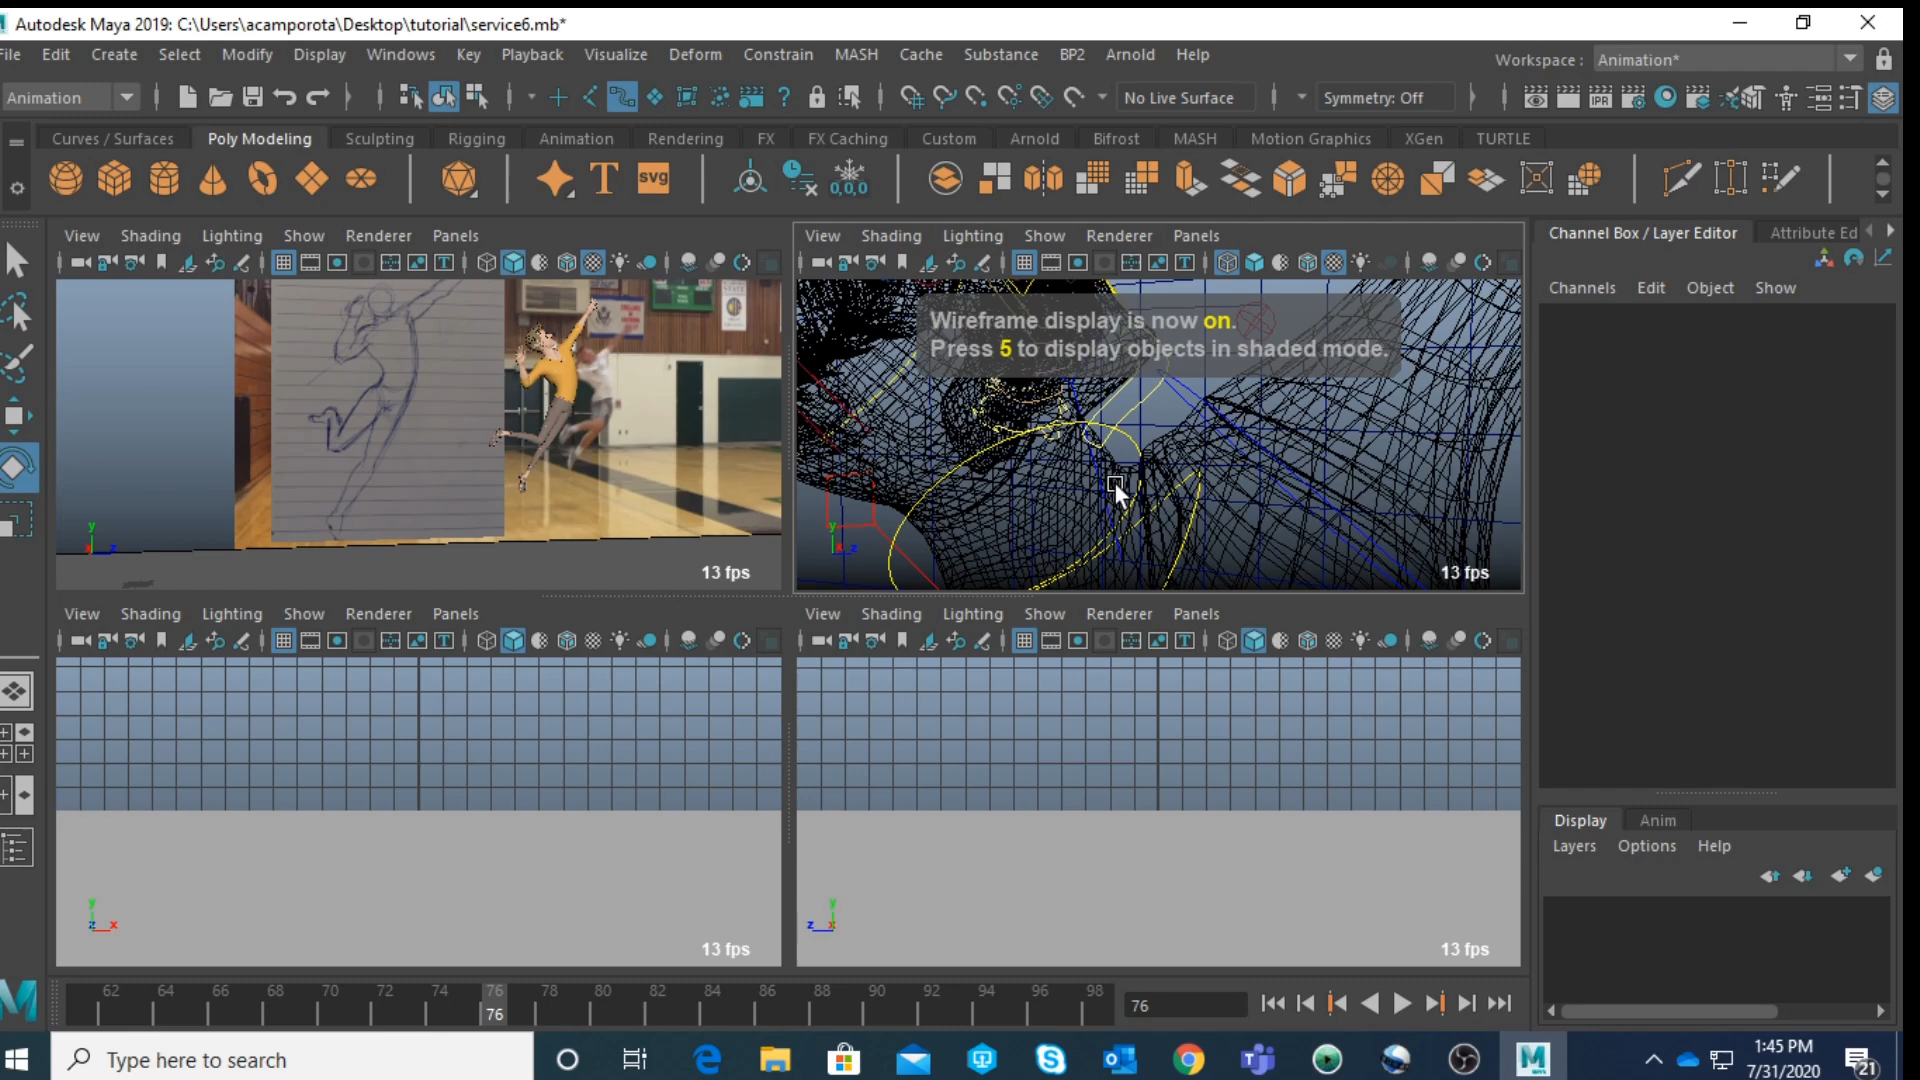 Autodesk Maya 2019: C:\Users\acamporota\Desktop\tutorial\service6.mb*
File Edit Create Select Modify Display Windows Key Playback Visualize Deform Constrain MASH Cache Substance BP2 Arnold Help
Workspace : Animation*
Animation
No Live Surface
Symmetry: Off
IPR
Curves / Surfaces Poly Modeling Sculpting Rigging Animation Rendering FX FX Caching Custom Arnold Bifrost MASH Motion Graphics XGen TURTLE
T svg 0,0,0
View Shading Lighting Show Renderer Panels
View Shading Lighting Show Renderer Panels
Wireframe display is now on.
Press 5 to display objects in shaded mode.
y
x z
13 fps
y
x z
13 fps
View Shading Lighting Show Renderer Panels
View Shading Lighting Show Renderer Panels
y
z x
13 fps
y
z x
13 fps
Channel Box / Layer Editor Attribute Ed
Channels Edit Object Show
Display Anim
Layers Options Help
62 64 66 68 70 72 74 76 78 80 82 84 86 88 90 92 94 96 98
76
76
M
Type here to search
1:45 PM
7/31/2020
21